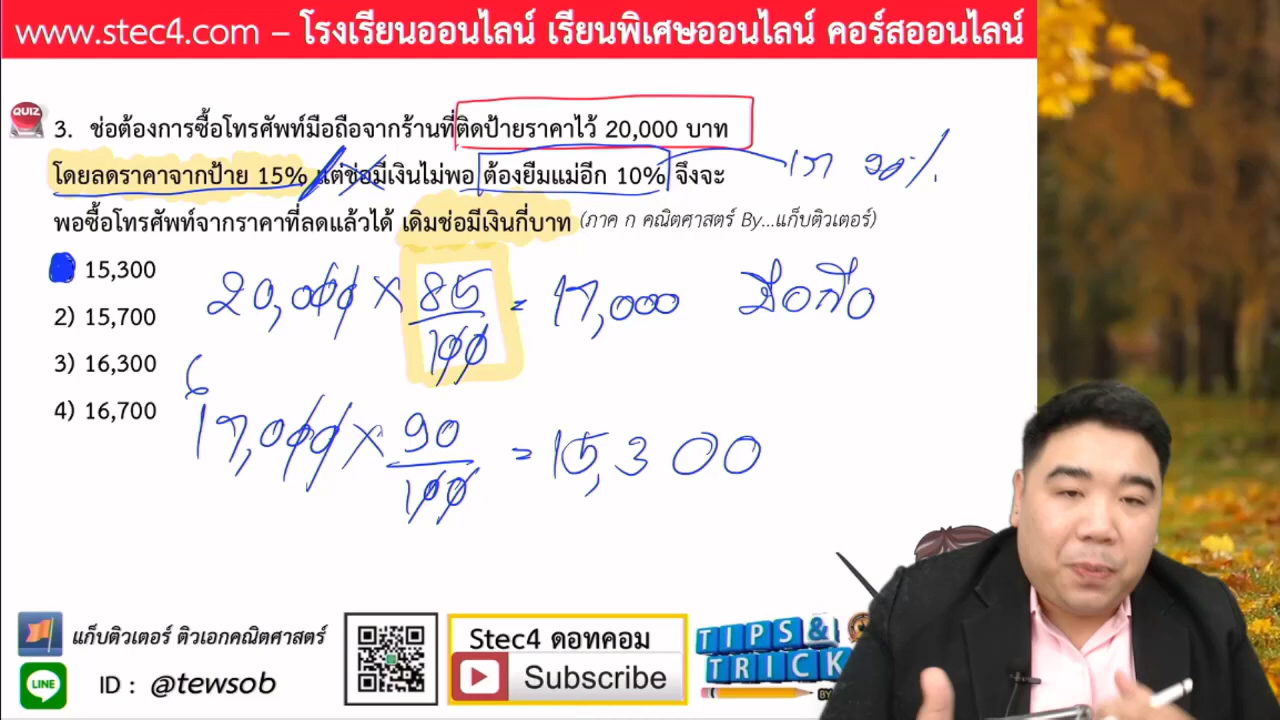 www.stec4.com – โรงเรียนออนไลน์ เรียนพิเศษออนไลน์ คอร์สออนไลน์
QUIZ
3. ช่อต้องการซื้อโทรศัพท์มือถือจากร้านที่ติดป้ายราคาไว้ 20,000 บาท
โดยลดราคาจากป้าย 15% แต่ช่อมีเงินไม่พอ ต้องยืมแม่อีก 10% จึงจะ
เรา 90%
พอซื้อโทรศัพท์จากราคาที่ลดแล้วได้ เดิมช่อมีเงินกี่บาท (ภาค ก คณิตศาสตร์ By...แก็บติวเตอร์)
15,300
2) 15,700
3) 16,300
4) 16,700
20,000 × 85/100 = 17,000 มือถือ
17,000 × 90/100 = 15,300
แก็บติวเตอร์ ติวเอกคณิตศาสตร์
LINE ID : @tewsob
Stec4 ดอทคอม
Subscribe
TIPS &
TRICK
BY